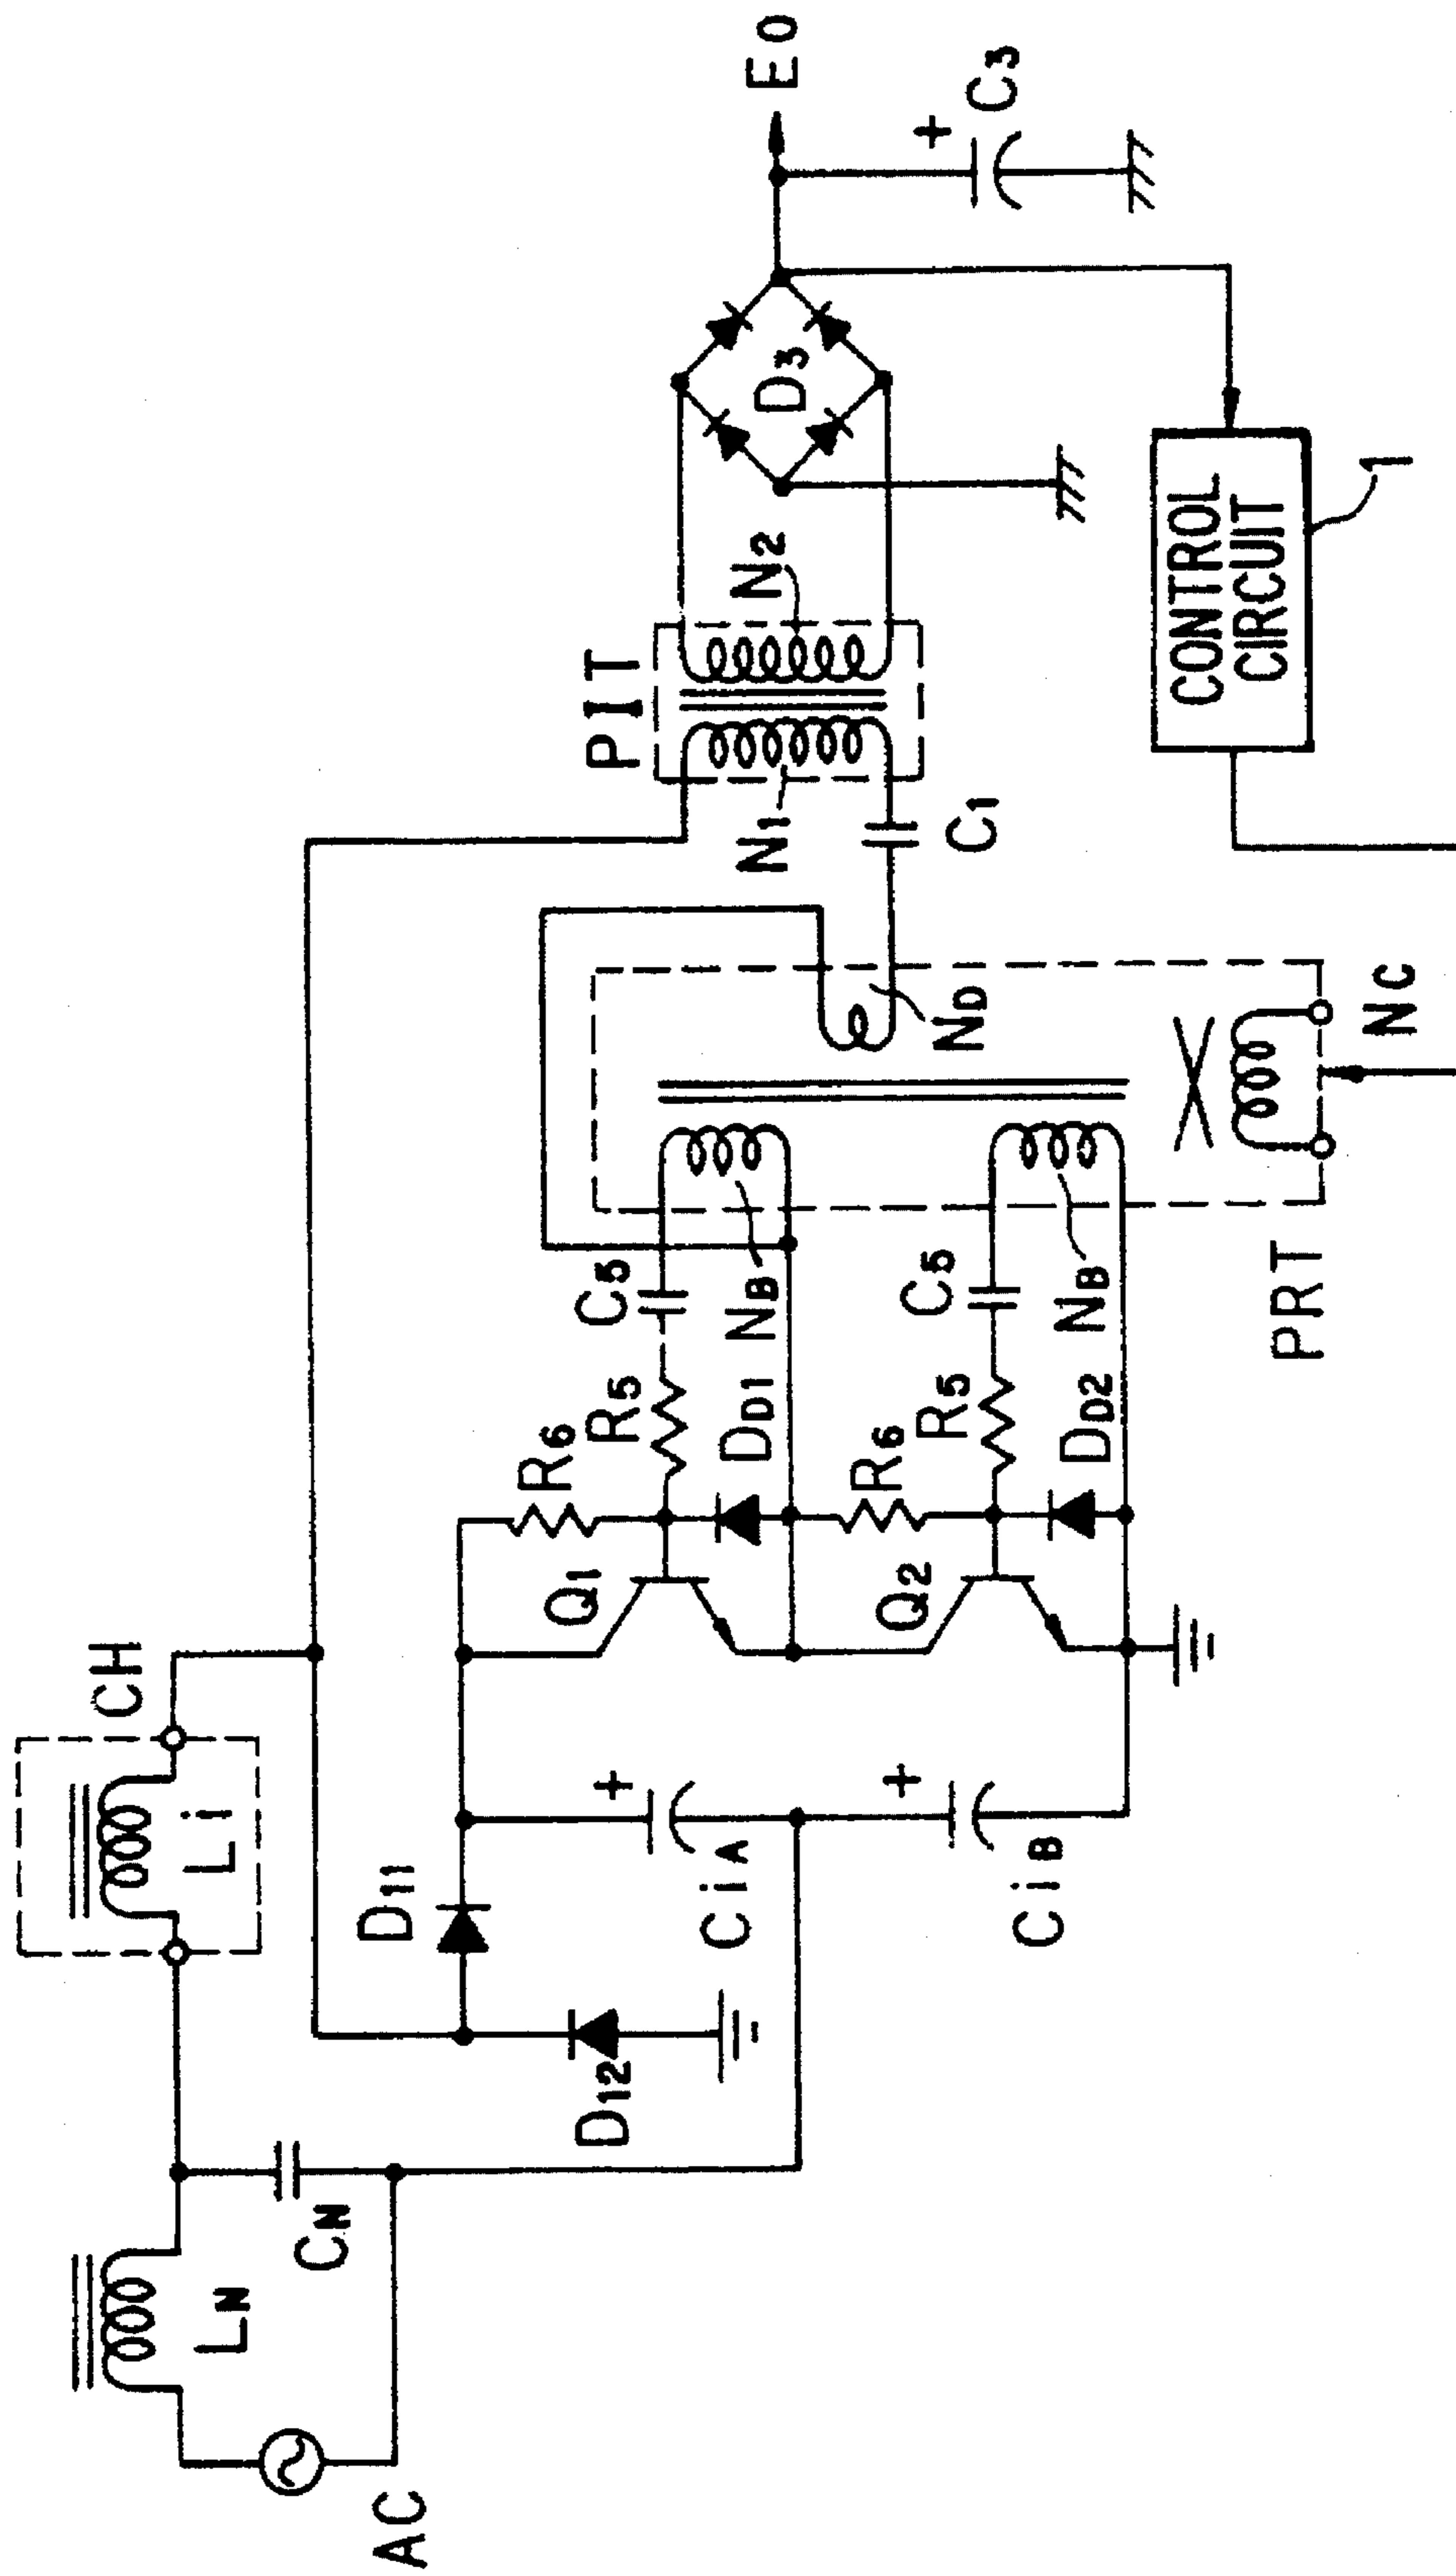 AC
LN
CN
Li
CH
D11
D12
CiA
CiB
Q1
Q2
R6
R5
DD1
R6
R5
DD2
C5
NB
C5
NB
PRT
ND
NC
C1
N1
PIT
N2
D3
CONTROL
CIRCUIT
1
EO
+
C3
+
+